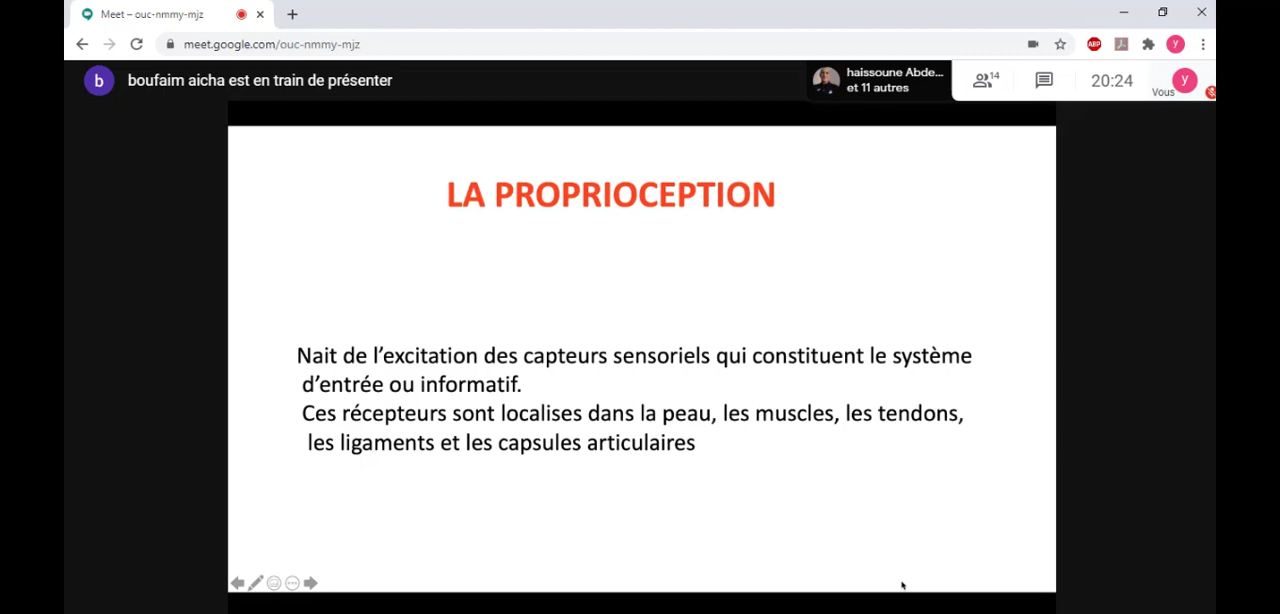 Meet – ouc-nmmy-mjz
meet.google.com/ouc-nmmy-mjz
ABP
y
b
boufaim aicha est en train de présenter
haissoune Abde...
et 11 autres
14
20:24
Vous
y
LA PROPRIOCEPTION
Nait de l’excitation des capteurs sensoriels qui constituent le système
d’entrée ou informatif.
Ces récepteurs sont localises dans la peau, les muscles, les tendons,
les ligaments et les capsules articulaires